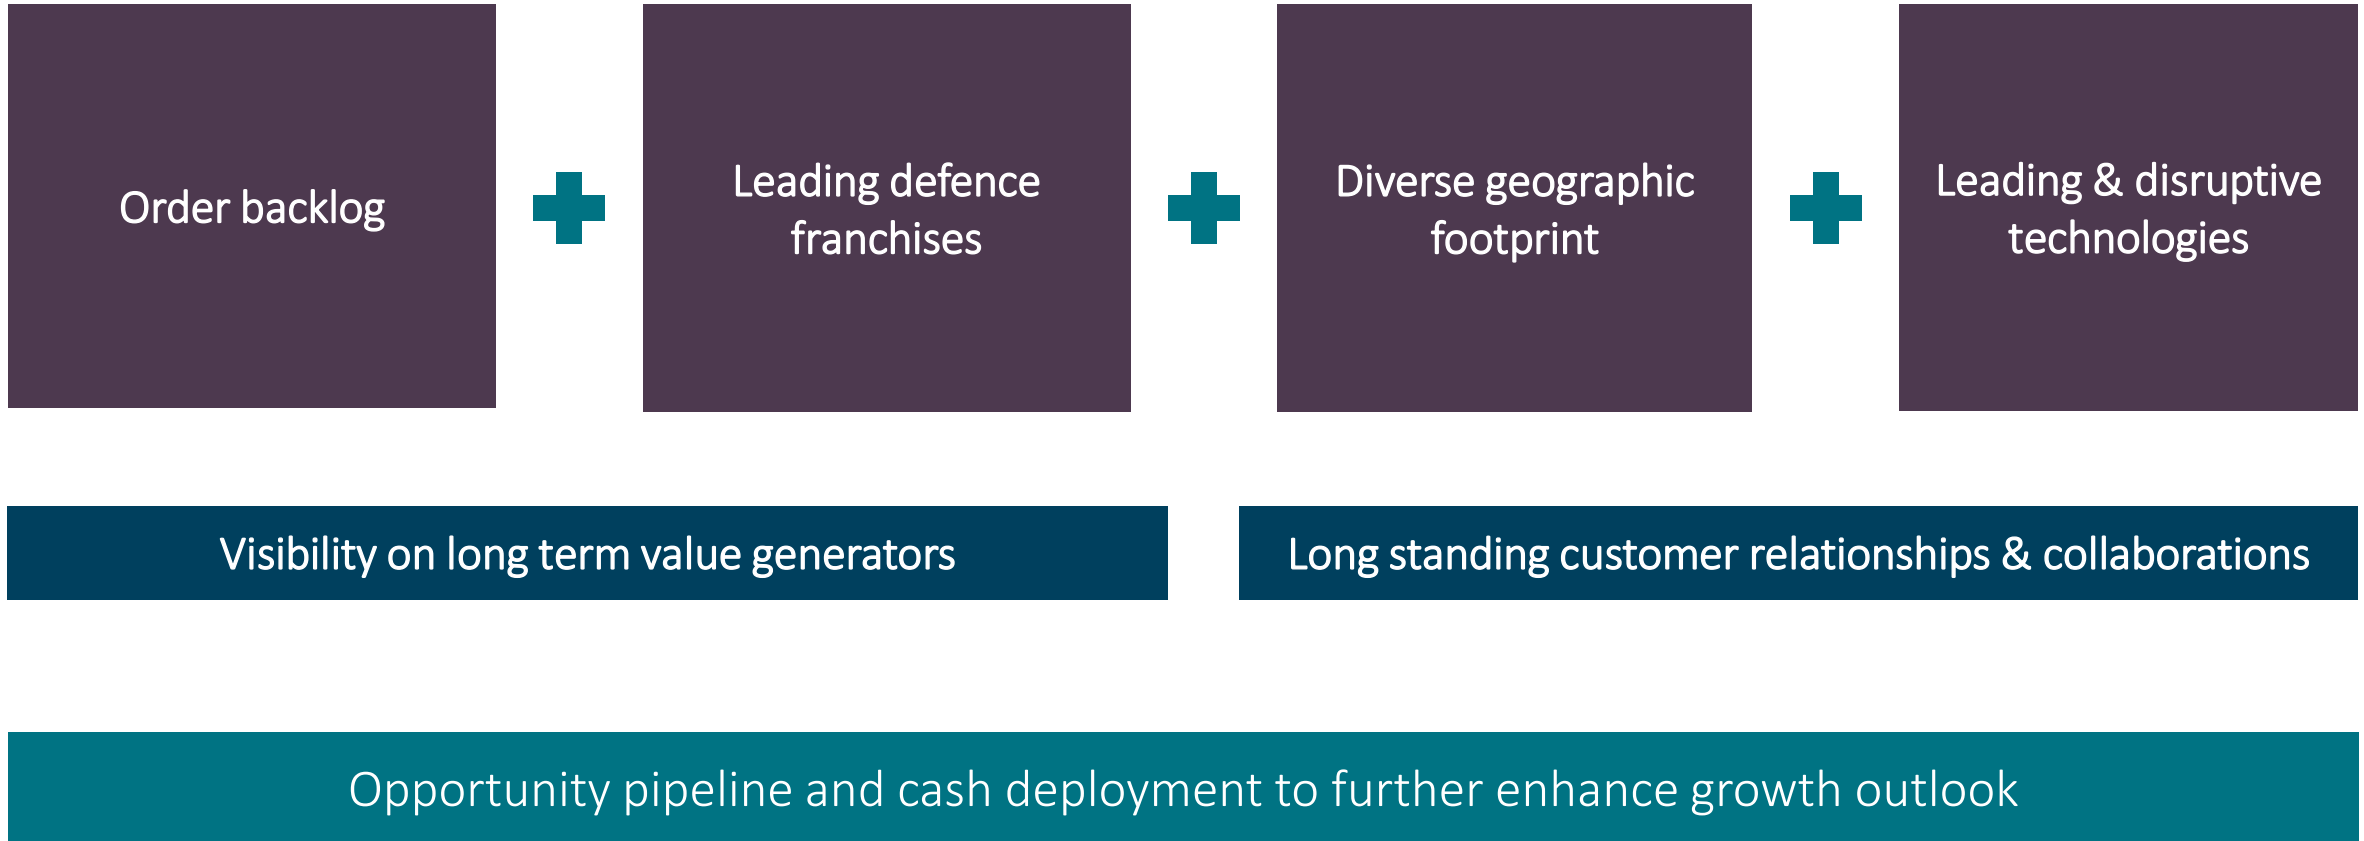 Order backlog
Leading defence
franchises
Diverse geographic
footprint
Leading & disruptive
technologies
Visibility on long term value generators
Long standing customer relationships & collaborations
Opportunity pipeline and cash deployment to further enhance growth outlook